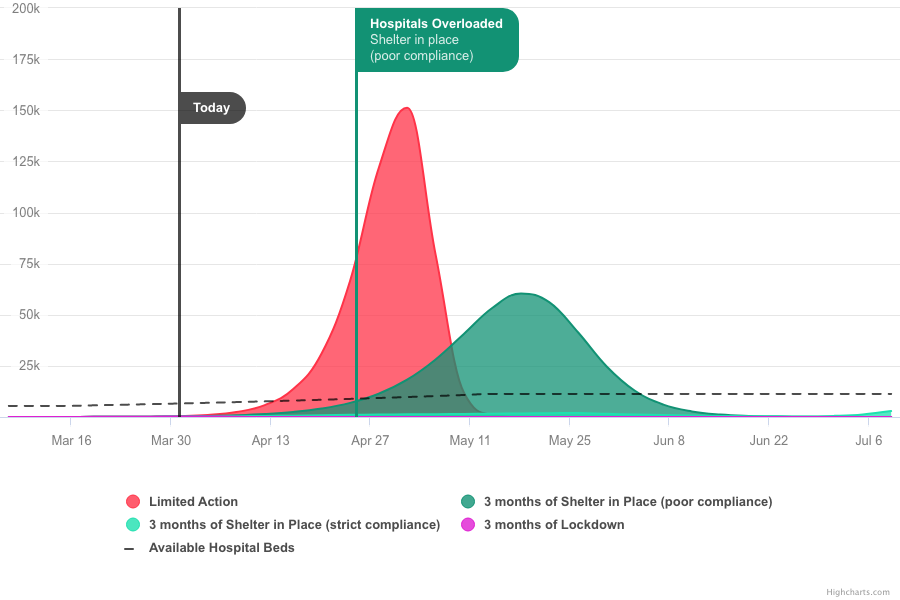 200k
Hospitals Overloaded
Shelter in place
(poor compliance)
175k
Today
150k
125k
100k
75k
50k
25k
Mar 16 Mar 30 Apr 13 Apr 27 May 11 May 25 Jun 8 Jun 22 Jul 6
Limited Action 3 months of Shelter in Place (poor compliance)
3 months of Shelter in Place (strict compliance) 3 months of Lockdown
Available Hospital Beds
Highcharts.com